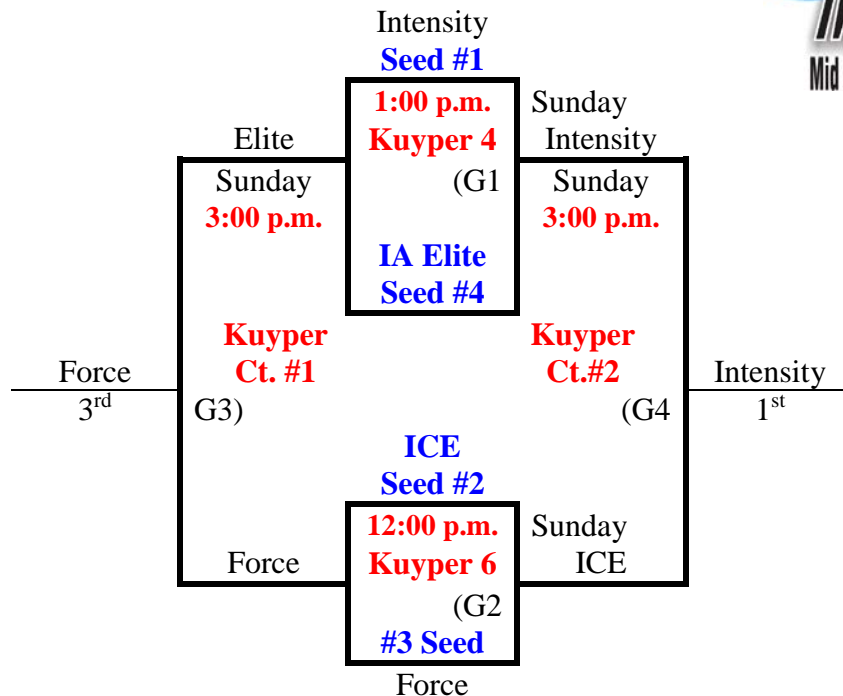 Intensity
Seed #1
1:00 p.m. Sunday
Elite Kuyper 4 Intensity
Sunday (G1 Sunday
3:00 p.m. 3:00 p.m.
IA Elite
Seed #4
Kuyper Kuyper
Force Ct. #1 Ct.#2 Intensity
3rd G3) (G4 1st
ICE
Seed #2
12:00 p.m. Sunday
Force Kuyper 6 ICE
(G2
#3 Seed
Force
Mid